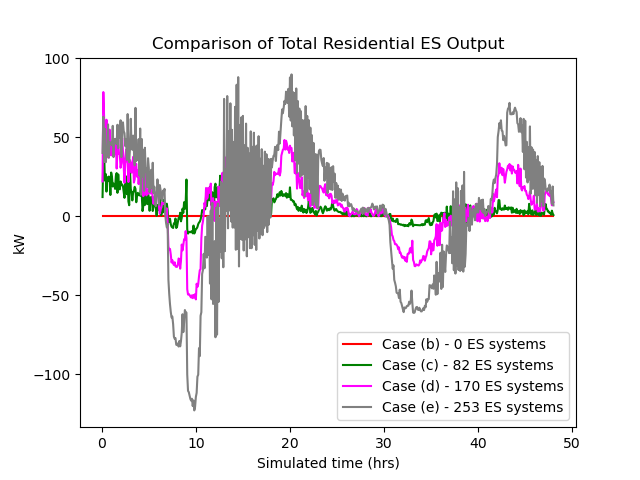 Comparison of Total Residential ES Output
100
50
0
−50
−100
kW
0
10
20
30
40
50
Simulated time (hrs)
Case (b) - 0 ES systems
Case (c) - 82 ES systems
Case (d) - 170 ES systems
Case (e) - 253 ES systems